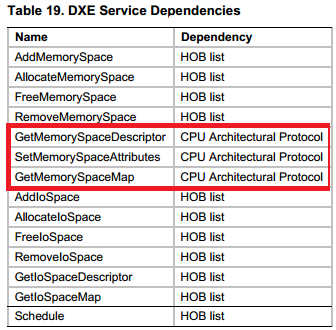 Table 19. DXE Service Dependencies
Name Dependency
AddMemorySpace HOB list
AllocateMemorySpace HOB list
FreeMemorySpace HOB list
RemoveMemorySpace HOB list
GetMemorySpaceDescriptor CPU Architectural Protocol
SetMemorySpaceAttributes CPU Architectural Protocol
GetMemorySpaceMap CPU Architectural Protocol
AddIoSpace HOB list
AllocateIoSpace HOB list
FreeIoSpace HOB list
RemoveIoSpace HOB list
GetIoSpaceDescriptor HOB list
GetIoSpaceMap HOB list
Schedule HOB list